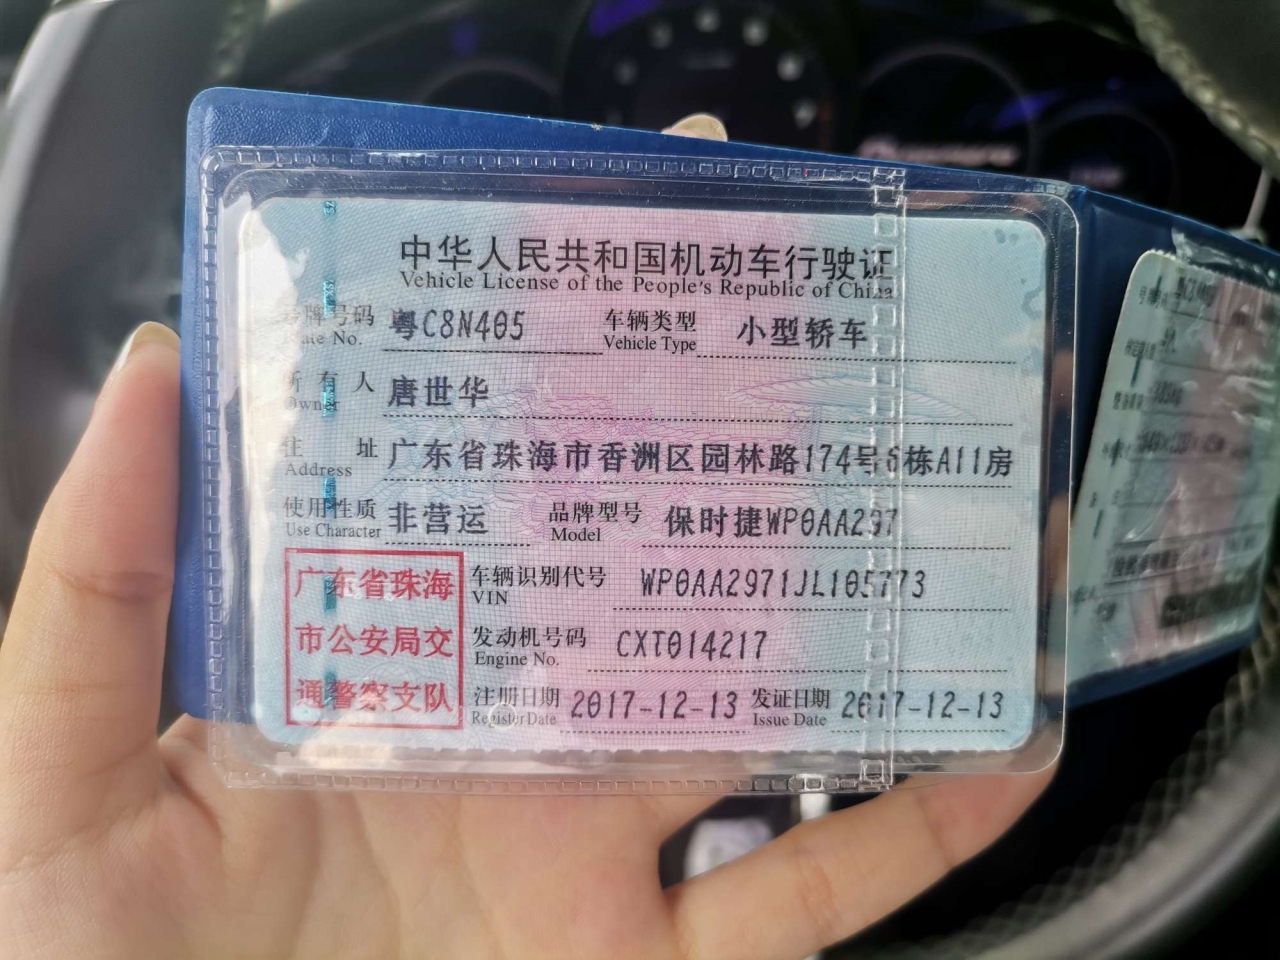 中华人民共和国机动车行驶证
Vehicle License of the People's Republic of China
号牌号码 粤C8N405 车辆类型 小型轿车
Plate No. Vehicle Type
所有人 唐世华
Owner
住址 广东省珠海市香洲区园林路174号6栋A11房
Address
使用性质 非营运 品牌型号 保时捷WP0AA297
Use Character Model
广东省珠海
市公安局交
通警察支队
车辆识别代号 WP0AA2971JL105773
VIN
发动机号码 CXT014217
Engine No.
注册日期 2017-12-13 发证日期 2017-12-13
Register Date Issue Date